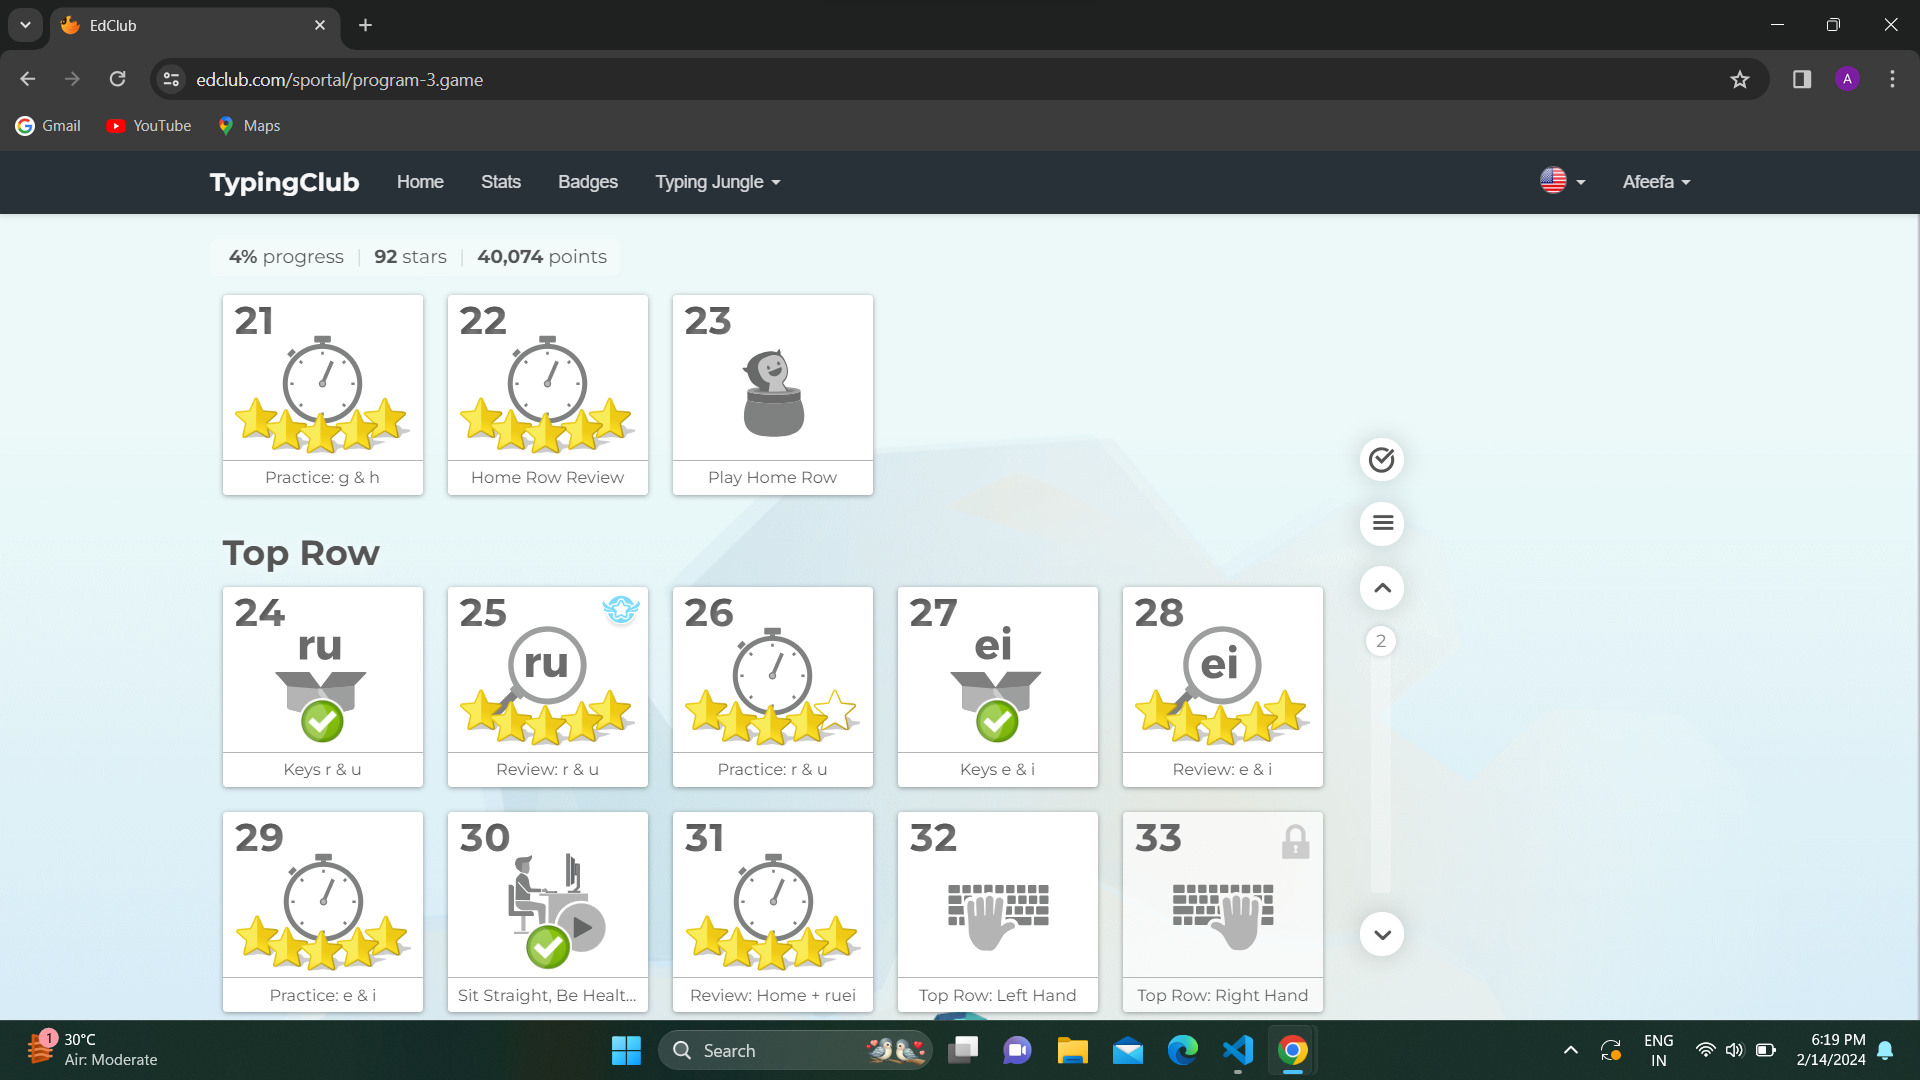 EdClub
edclub.com/sportal/program-3.game
A
Gmail YouTube Maps
TypingClub Home Stats Badges Typing Jungle Afeefa
4% progress 92 stars 40,074 points
21 22 23
Practice: g & h Home Row Review Play Home Row
Top Row
24 25 26 27 28
ru ru ei ei
2
Keys r & u Review: r & u Practice: r & u Keys e & i Review: e & i
29 30 31 32 33
Practice: e & i Sit Straight, Be Healt... Review: Home + ruei Top Row: Left Hand Top Row: Right Hand
1 30°C
Air: Moderate
Search
ENG
IN
6:19 PM
2/14/2024